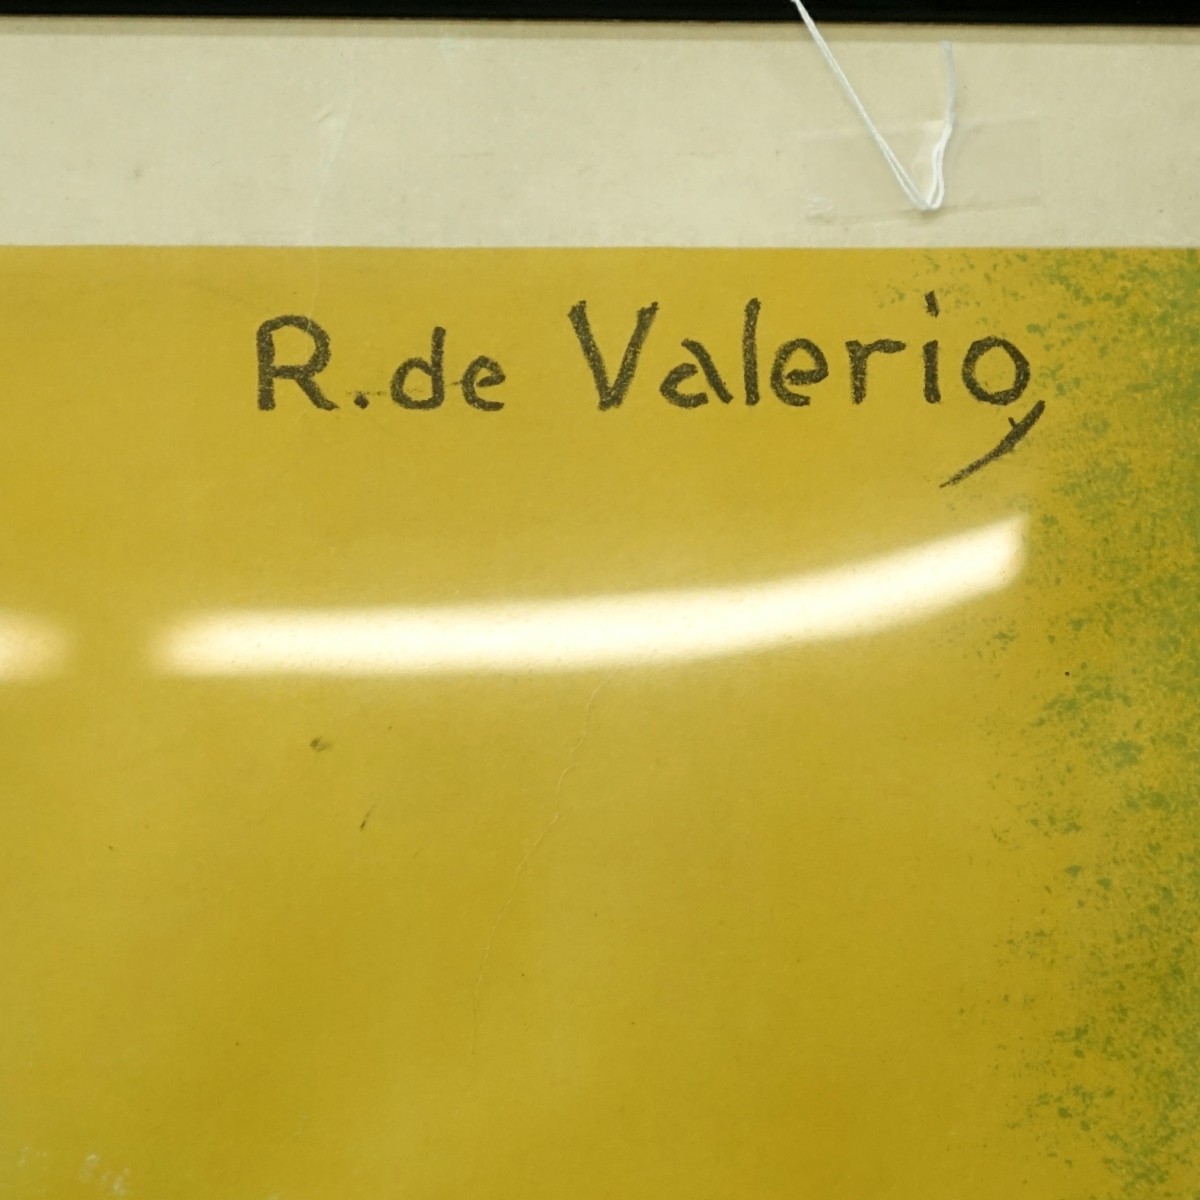 R. de Valerio